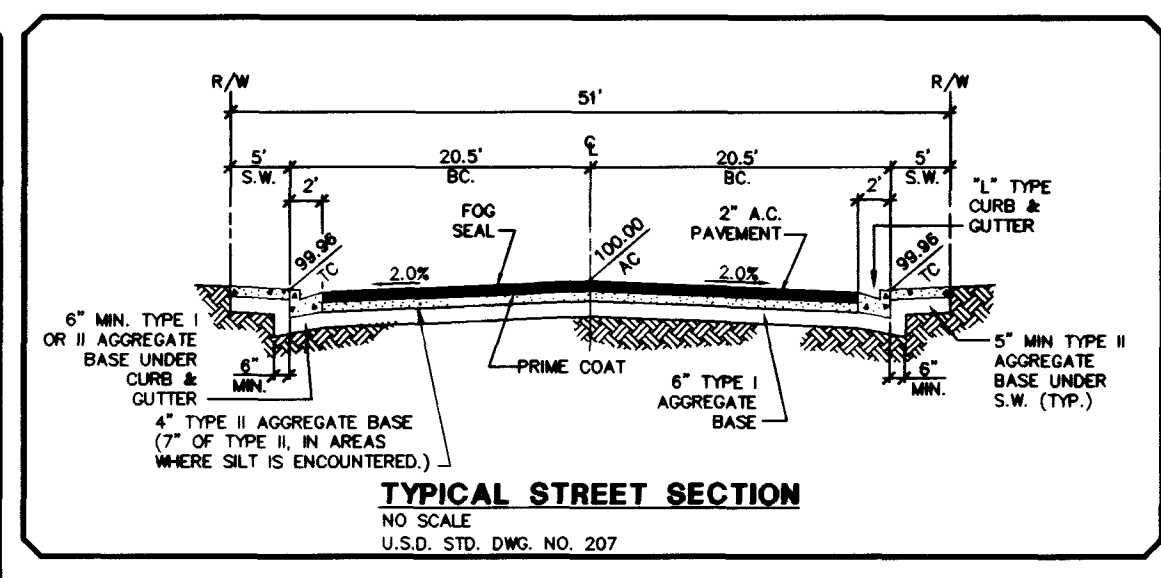 R/W
R/W
51'
5'
S.W.
20.5'
BC.
℄
20.5'
BC.
5'
S.W.
2'
2'
"L" TYPE
CURB &
GUTTER
FOG
SEAL
2" A.C.
PAVEMENT
99.96
TC
100.00
AC
99.96
TC
2.0%
2.0%
6" MIN. TYPE I
OR II AGGREGATE
BASE UNDER
CURB &
GUTTER
6"
MIN.
PRIME COAT
6" TYPE I
AGGREGATE
BASE
6"
MIN.
5" MIN TYPE II
AGGREGATE
BASE UNDER
S.W. (TYP.)
4" TYPE II AGGREGATE BASE
(7" OF TYPE II, IN AREAS
WHERE SILT IS ENCOUNTERED.)
TYPICAL STREET SECTION
NO SCALE
U.S.D. STD. DWG. NO. 207